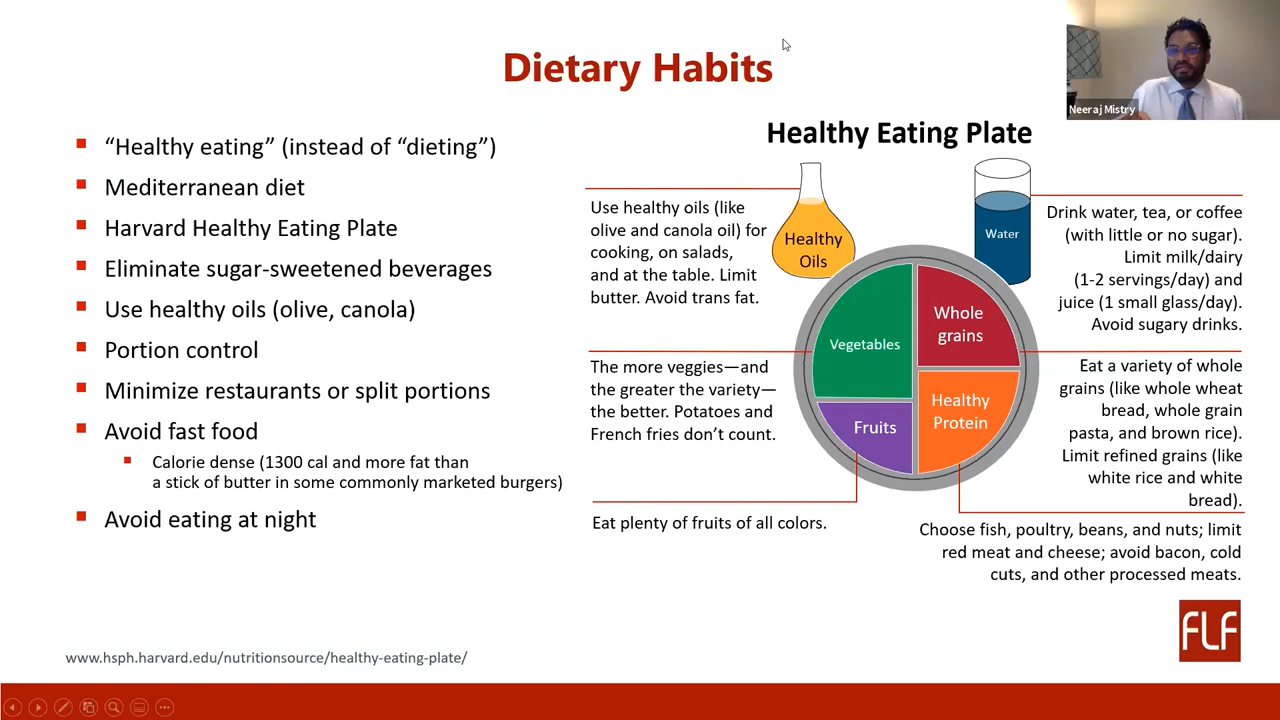 Dietary Habits
Neeraj Mistry
“Healthy eating” (instead of “dieting”)
Mediterranean diet
Harvard Healthy Eating Plate
Eliminate sugar-sweetened beverages
Use healthy oils (olive, canola)
Portion control
Minimize restaurants or split portions
Avoid fast food
Calorie dense (1300 cal and more fat than
a stick of butter in some commonly marketed burgers)
Avoid eating at night
Healthy Eating Plate
Use healthy oils (like
olive and canola oil) for
cooking, on salads,
and at the table. Limit
butter. Avoid trans fat.
Healthy
Oils
Water
Drink water, tea, or coffee
(with little or no sugar).
Limit milk/dairy
(1-2 servings/day) and
juice (1 small glass/day).
Avoid sugary drinks.
Vegetables
Whole
grains
Fruits
Healthy
Protein
The more veggies—and
the greater the variety—
the better. Potatoes and
French fries don’t count.
Eat a variety of whole
grains (like whole wheat
bread, whole grain
pasta, and brown rice).
Limit refined grains (like
white rice and white
bread).
Eat plenty of fruits of all colors.
Choose fish, poultry, beans, and nuts; limit
red meat and cheese; avoid bacon, cold
cuts, and other processed meats.
FLF
www.hsph.harvard.edu/nutritionsource/healthy-eating-plate/